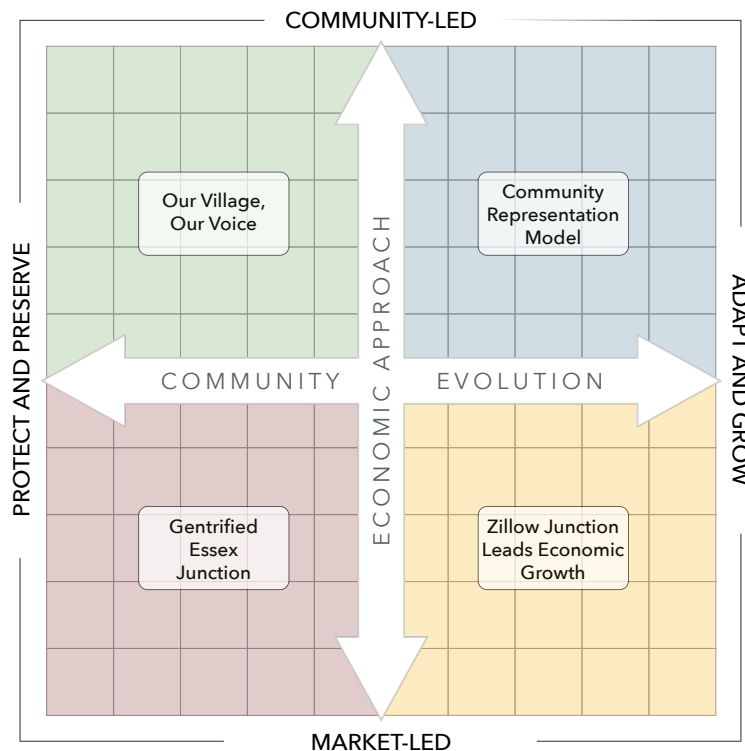 COMMUNITY-LED
Our Village,
Our Voice
Community
Representation
Model
PROTECT AND PRESERVE
COMMUNITY EVOLUTION
ECONOMIC APPROACH
ADAPT AND GROW
Gentrified
Essex
Junction
Zillow Junction
Leads Economic
Growth
MARKET-LED